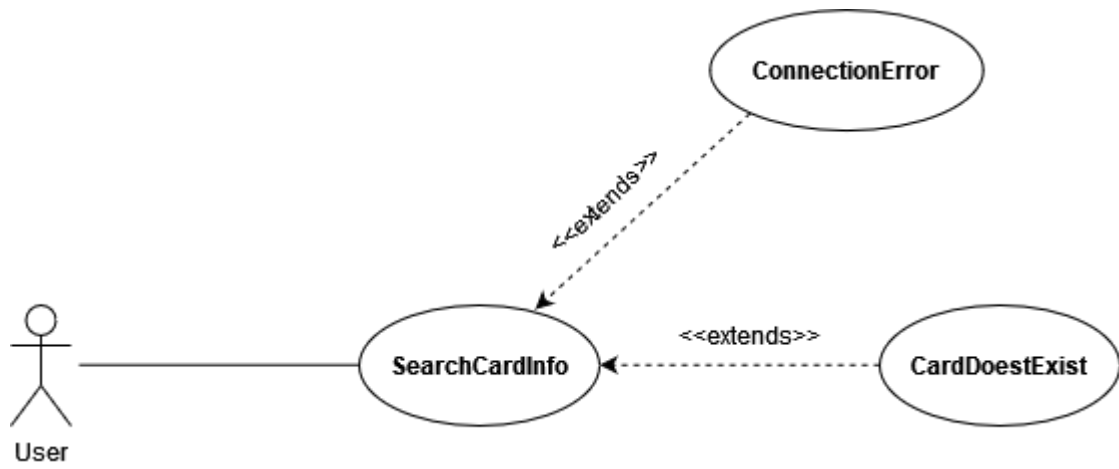 ConnectionError
<<extends>>
<<extends>>
SearchCardInfo
CardDoestExist
User